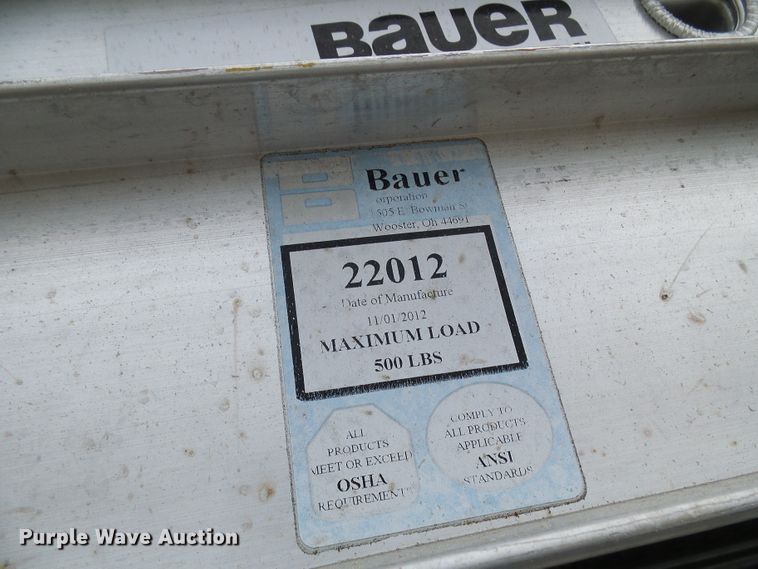 Bauer
Bauer
orporation
505 E. Bowman S
Wooster, Oh 44691
22012
Date of Manufacture
11/01/2012
MAXIMUM LOAD
500 LBS
ALL
PRODUCTS
MEET OR EXCEED
OSHA
REQUIREMENTS
COMPLY TO
ALL PRODUCTS
APPLICABLE
ANSI
STANDARDS
Purple Wave Auction